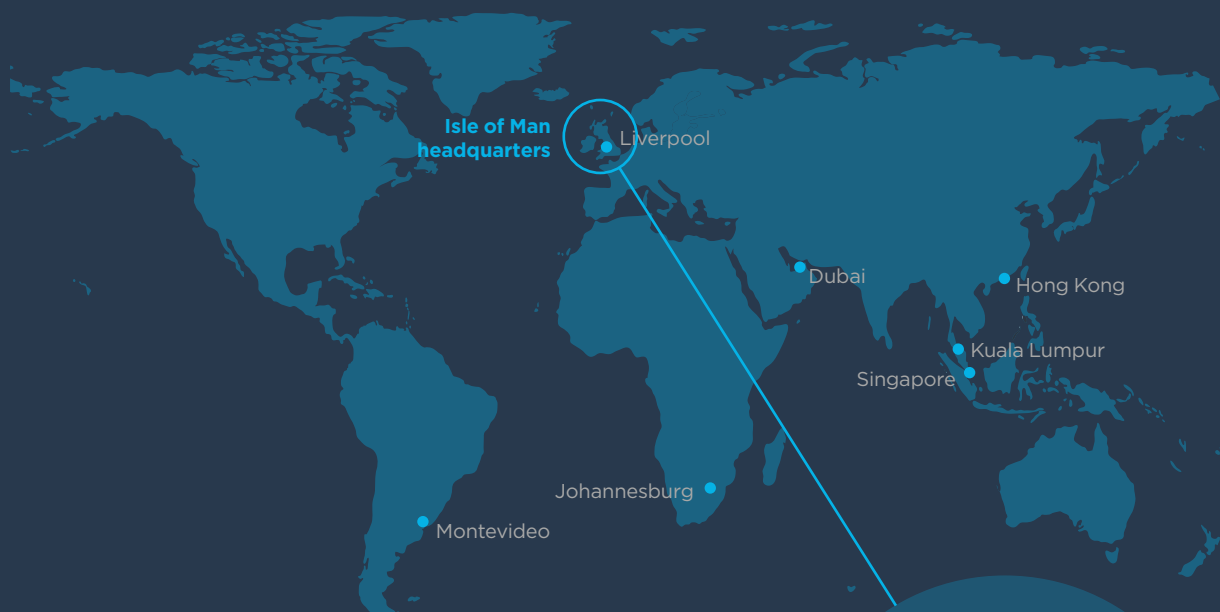 Isle of Man
headquarters
Liverpool
Dubai
Hong Kong
Kuala Lumpur
Singapore
Johannesburg
Montevideo